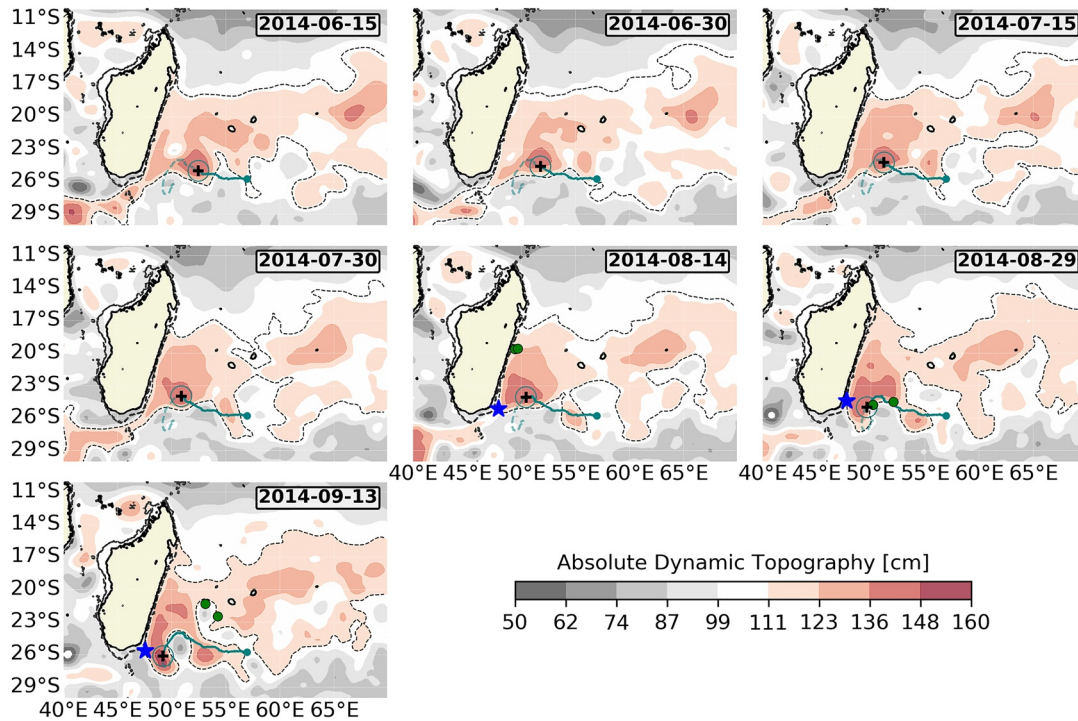 2014-06-15
2014-06-30
2014-07-15
11°S
14°S
17°S
20°S
23°S
26°S
29°S
2014-07-30
2014-08-14
2014-08-29
11°S
14°S
17°S
20°S
23°S
26°S
29°S
40°E 45°E 50°E 55°E 60°E 65°E
40°E 45°E 50°E 55°E 60°E 65°E
2014-09-13
11°S
14°S
17°S
20°S
23°S
26°S
29°S
40°E 45°E 50°E 55°E 60°E 65°E
Absolute Dynamic Topography [cm]
50 62 74 87 99 111 123 136 148 160